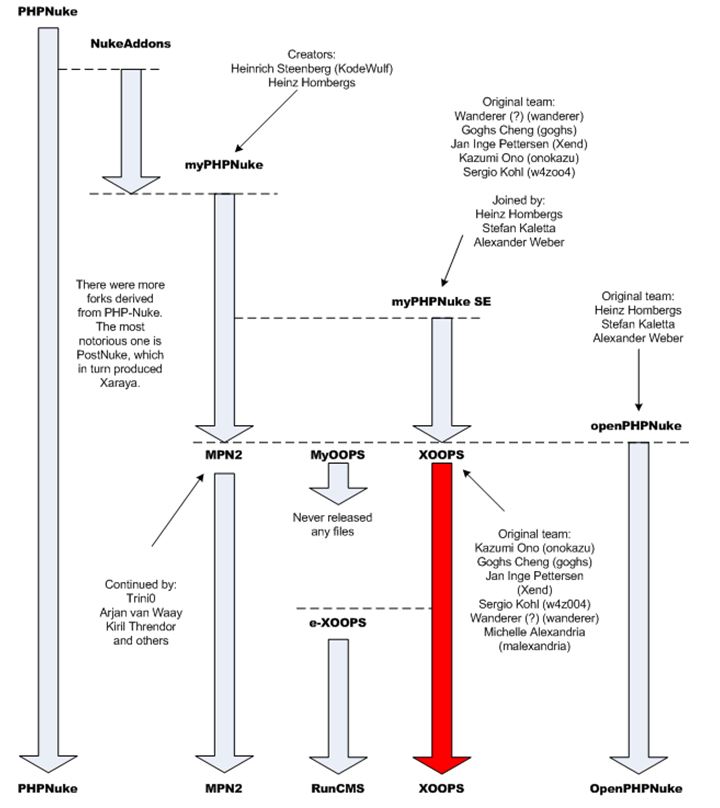 PHPNuke
NukeAddons
Creators:
Heinrich Steenberg (KodeWulf)
Heinz Hombergs
myPHPNuke
Original team:
Wanderer (?) (wanderer)
Goghs Cheng (goghs)
Jan Inge Pettersen (Xend)
Kazumi Ono (onokazu)
Sergio Kohl (w4zoo4)
Joined by:
Heinz Hombergs
Stefan Kaletta
Alexander Weber
myPHPNuke SE
There were more
forks derived
from PHP-Nuke.
The most
notorious one is
PostNuke, which
in turn produced
Xaraya.
Original team:
Heinz Hombergs
Stefan Kaletta
Alexander Weber
openPHPNuke
MPN2
MyOOPS
XOOPS
Never released
any files
Continued by:
Trini0
Arjan van Waay
Kiril Threndor
and others
Original team:
Kazumi Ono (onokazu)
Goghs Cheng (goghs)
Jan Inge Pettersen
(Xend)
Sergio Kohl (w4z004)
Wanderer (?) (wanderer)
Michelle Alexandria
(malexandria)
e-XOOPS
PHPNuke
MPN2
RunCMS
XOOPS
OpenPHPNuke